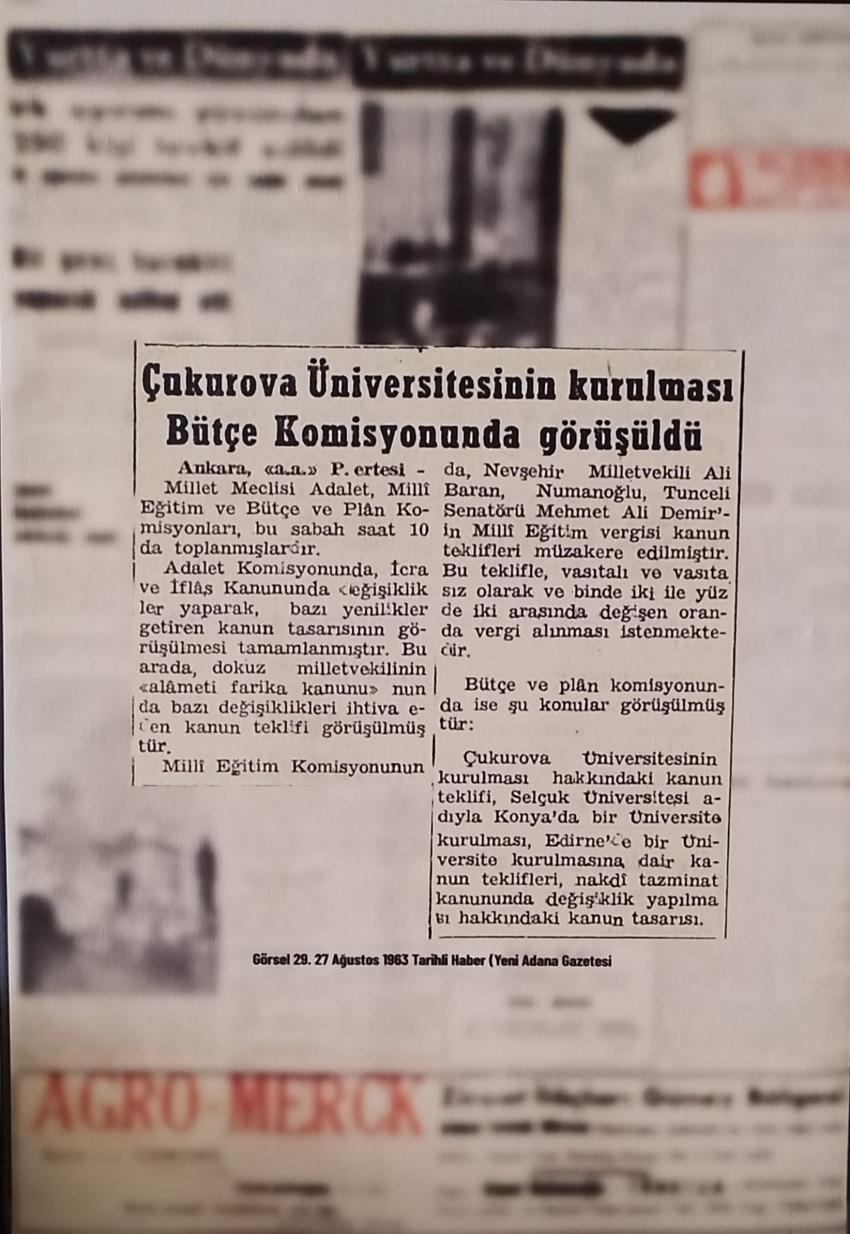 Yurtta ve Dünyada
Yurtta ve Dünyada
Çukurova Üniversitesinin kurulması
Bütçe Komisyonunda görüşüldü
Ankara, «a.a.» P.ertesi -
Millet Meclisi Adalet, Millî
Eğitim ve Bütçe ve Plân Ko-
misyonları, bu sabah saat 10
da toplanmışlardır.
Adalet Komisyonunda, İcra
ve İflâs Kanununda değişiklik
ler yaparak, bazı yenilikler
getiren kanun tasarısının gö-
rüşülmesi tamamlanmıştır. Bu
arada, dokuz milletvekilinin
«alâmeti farika kanunu» nun
da bazı değişiklikleri ihtiva e-
den kanun teklifi görüşülmüş
tür.
Millî Eğitim Komisyonunun
da, Nevşehir Milletvekili Ali
Baran, Numanoğlu, Tunceli
Senatörü Mehmet Ali Demir'-
in Millî Eğitim vergisi kanun
teklifleri müzakere edilmiştir.
Bu teklifle, vasıtalı ve vasıta
sız olarak ve binde iki ile yüz
de iki arasında değişen oran-
da vergi alınması istenmekte-
dir.
Bütçe ve plân komisyonun-
da ise şu konular görüşülmüş
tür:
Çukurova Üniversitesinin
kurulması hakkındaki kanun
teklifi, Selçuk Üniversitesi a-
dıyla Konya'da bir Üniversite
kurulması, Edirne'de bir Üni-
versite kurulmasına dair ka-
nun teklifleri, nakdî tazminat
kanununda değişiklik yapılma
sı hakkındaki kanun tasarısı.
Görsel 29. 27 Ağustos 1963 Tarihli Haber (Yeni Adana Gazetesi
AGRO-MERCK